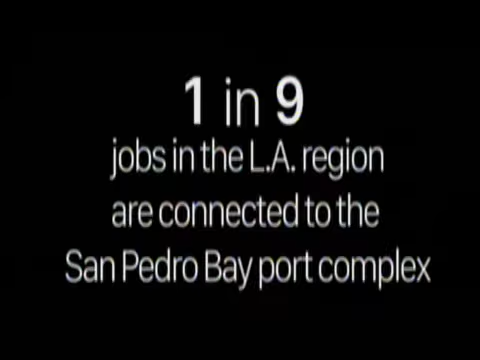 1 in 9
jobs in the L.A. region
are connected to the
San Pedro Bay port complex